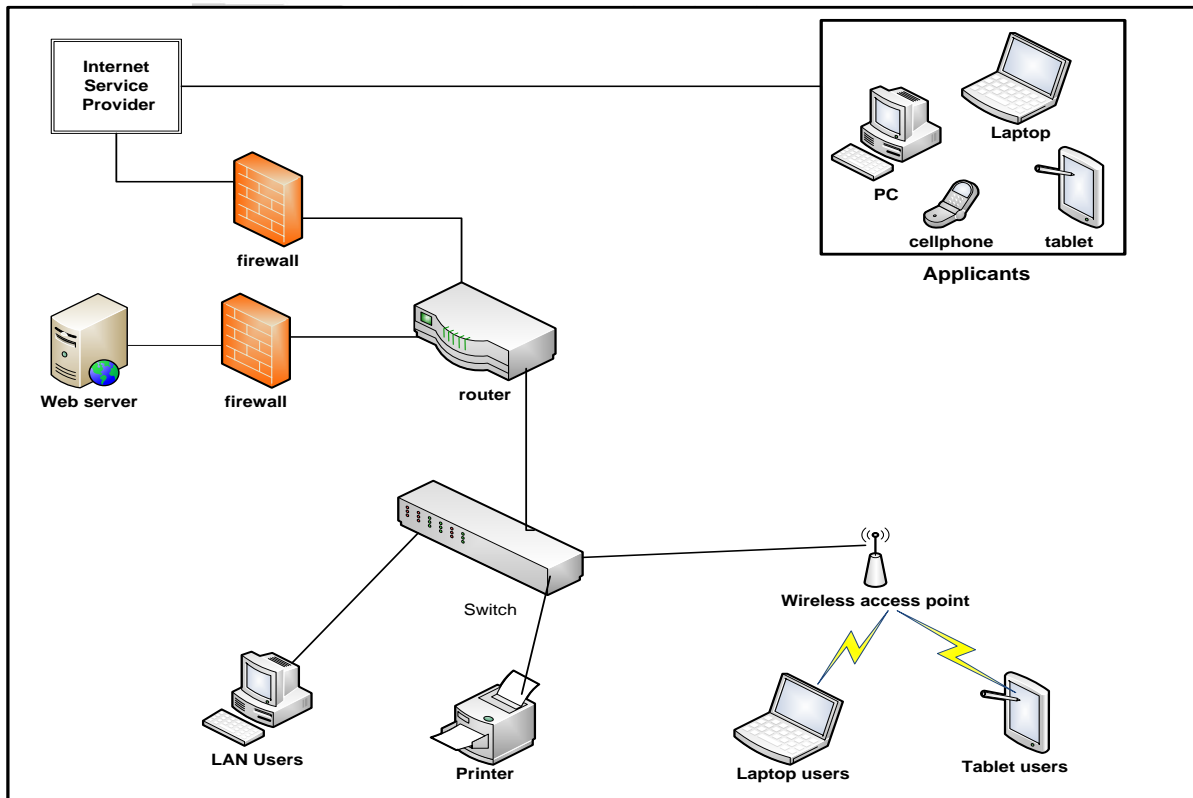 Internet
Service
Provider
Laptop
PC
cellphone
tablet
Applicants
firewall
Web server
firewall
router
Switch
Wireless access point
LAN Users
Printer
Laptop users
Tablet users